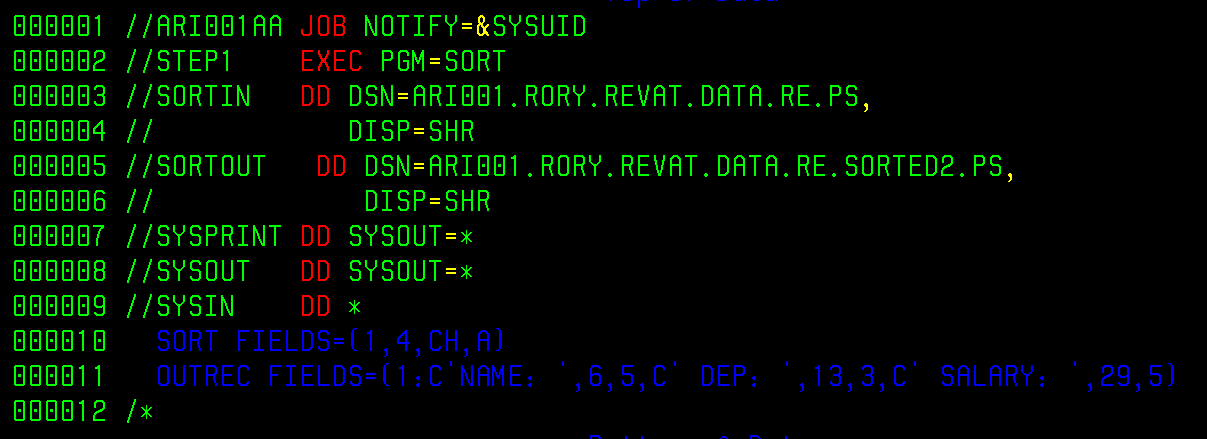 000001 //ARI001AA JOB NOTIFY=&SYSUID
000002 //STEP1    EXEC PGM=SORT
000003 //SORTIN   DD DSN=ARI001.RORY.REVAT.DATA.RE.PS,
000004 //            DISP=SHR
000005 //SORTOUT   DD DSN=ARI001.RORY.REVAT.DATA.RE.SORTED2.PS,
000006 //             DISP=SHR
000007 //SYSPRINT DD SYSOUT=*
000008 //SYSOUT   DD SYSOUT=*
000009 //SYSIN    DD *
000010   SORT FIELDS=(1,4,CH,A)
000011   OUTREC FIELDS=(1:C'NAME: ',6,5,C' DEP: ',13,3,C' SALARY: ',29,5)
000012 /*